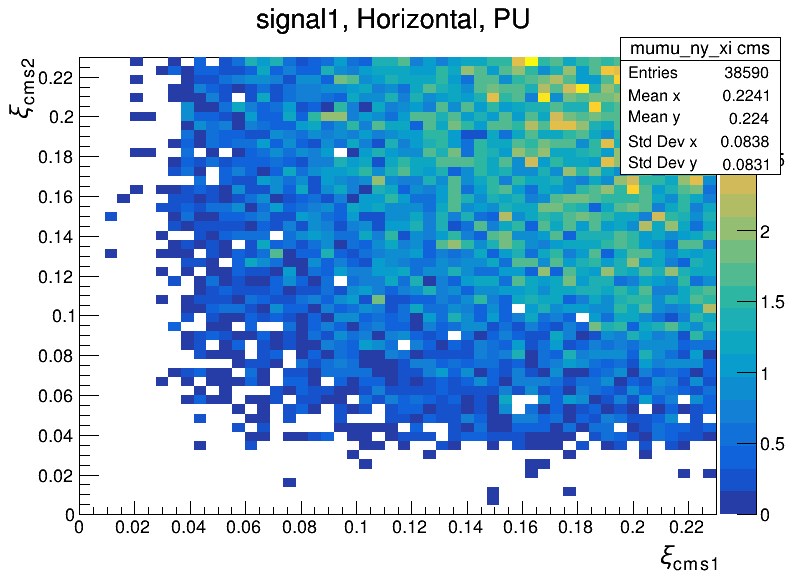 signal1, Horizontal, PU
mumu_ny_xi cms
Entries 38590
Mean x 0.2241
Mean y 0.224
Std Dev x 0.0838
Std Dev y 0.0831
ξcms2
0.22
0.2
0.18
0.16
0.14
0.12
0.1
0.08
0.06
0.04
0.02
0
5
2
1.5
1
0.5
0
0 0.02 0.04 0.06 0.08 0.1 0.12 0.14 0.16 0.18 0.2 0.22
ξcms1